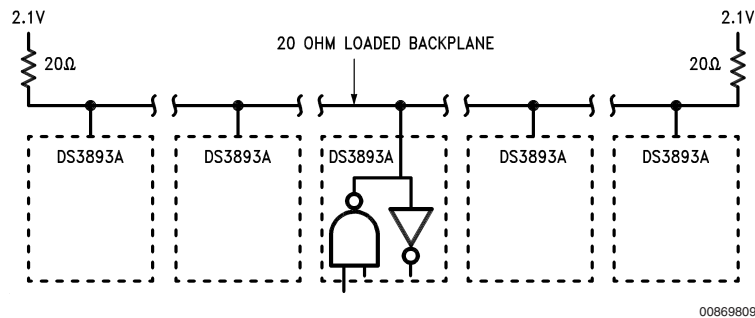 2.1V 2.1V
20Ω 20 OHM LOADED BACKPLANE 20Ω
DS3893A DS3893A DS3893A DS3893A DS3893A
00869809